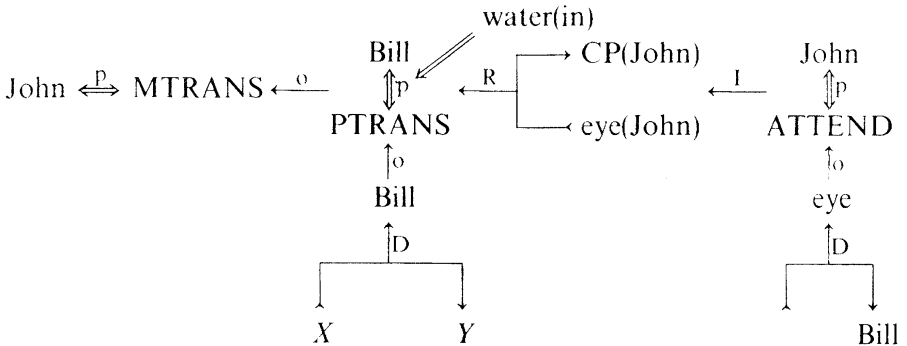 water(in)
Bill CP(John) John
John p MTRANS o p R I p
PTRANS eye(John) ATTEND
o o
Bill eye
D D
X Y Bill